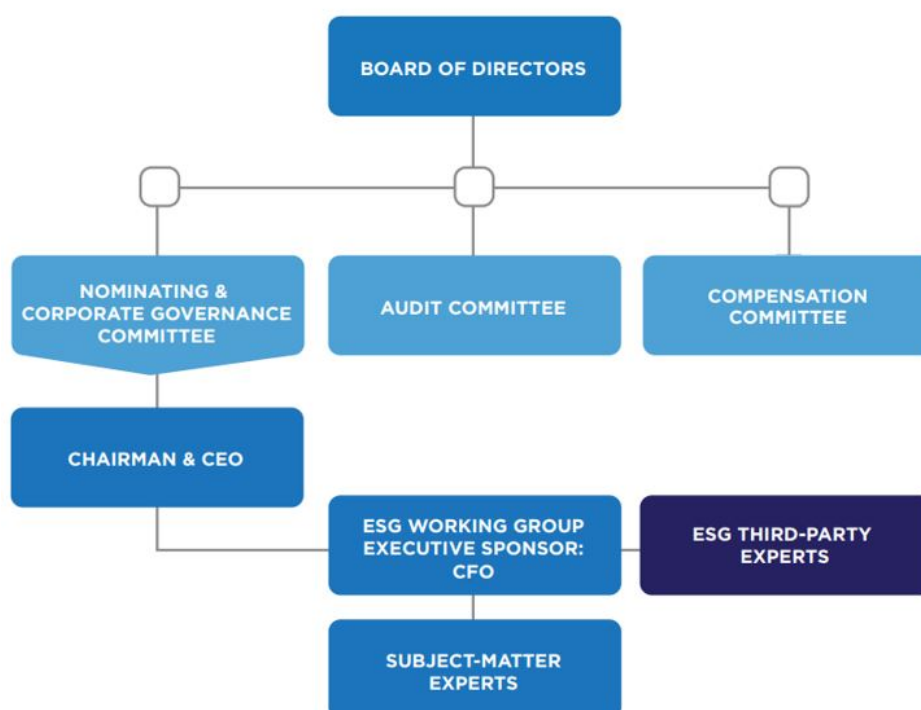 BOARD OF DIRECTORS
NOMINATING &
CORPORATE GOVERNANCE
COMMITTEE
AUDIT COMMITTEE
COMPENSATION
COMMITTEE
CHAIRMAN & CEO
ESG WORKING GROUP
EXECUTIVE SPONSOR:
CFO
ESG THIRD-PARTY
EXPERTS
SUBJECT-MATTER
EXPERTS